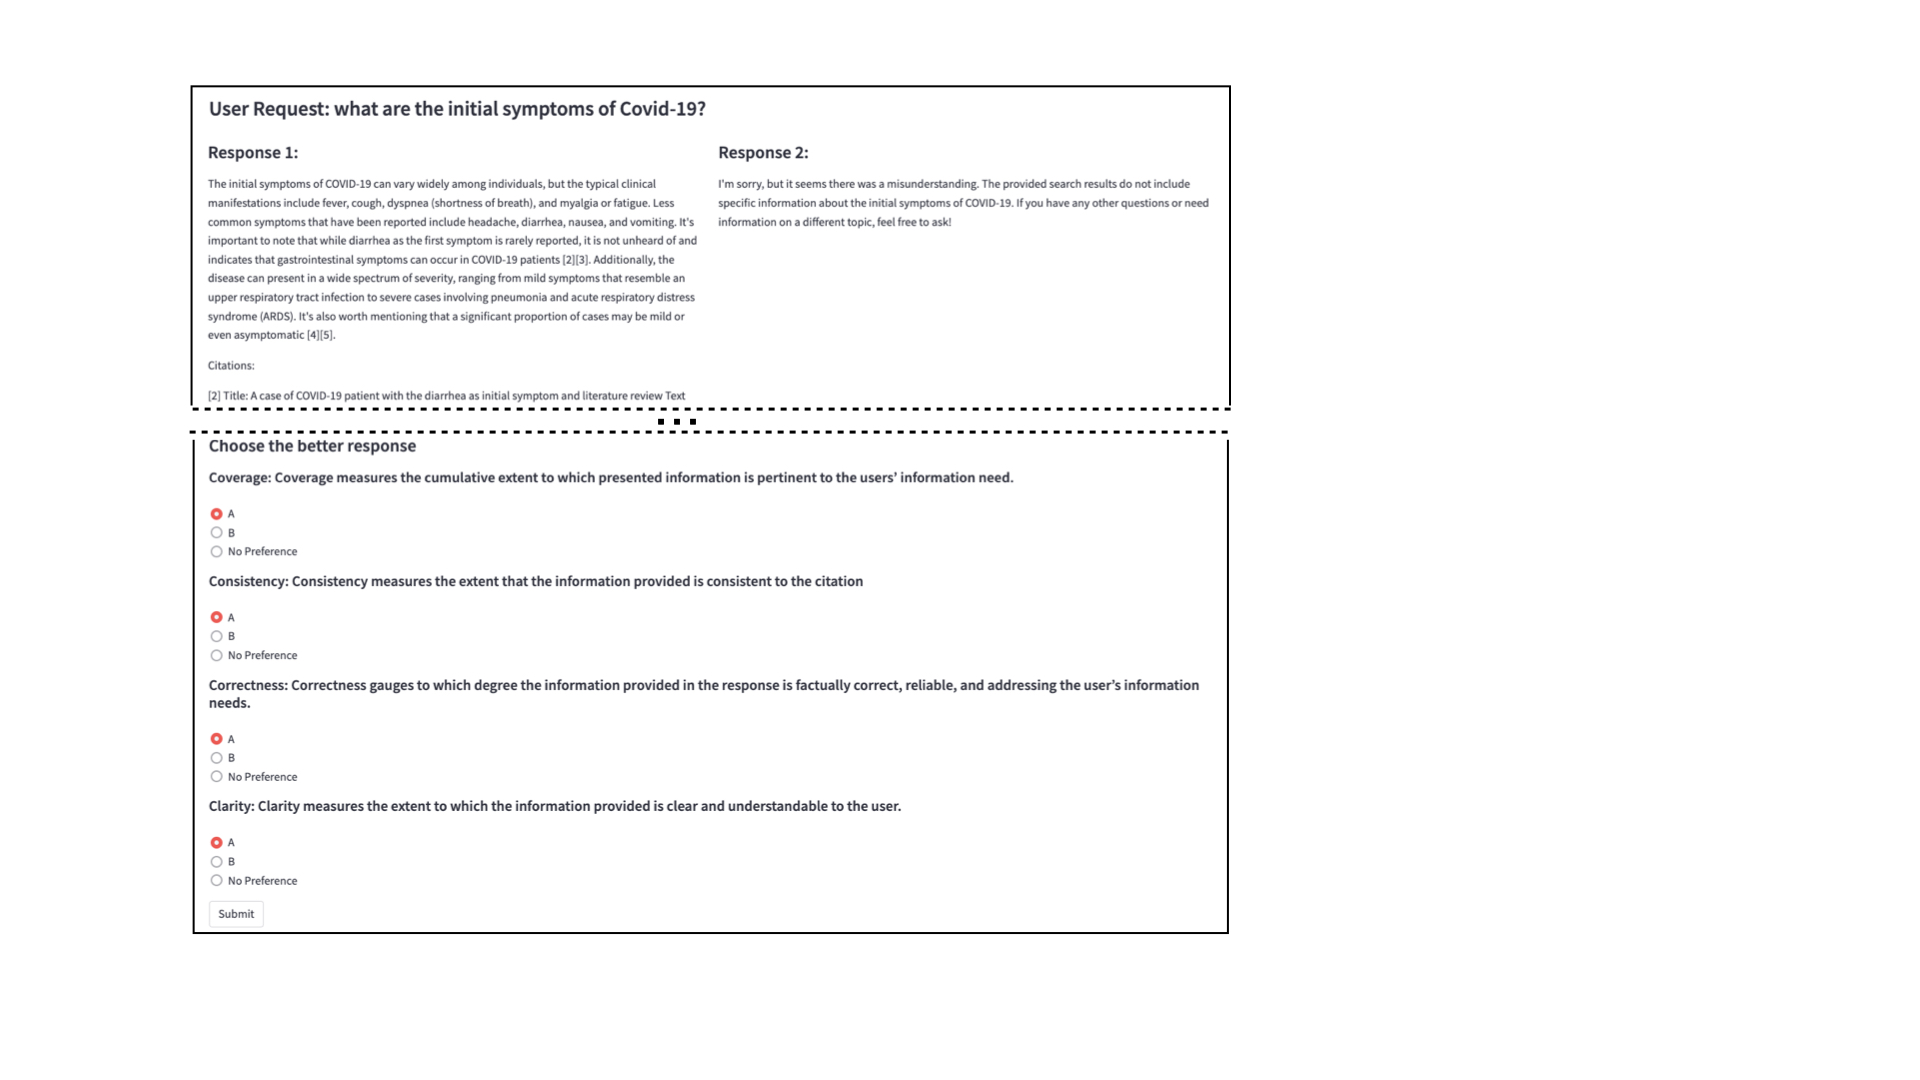 User Request: what are the initial symptoms of Covid-19?
Response 1:
The initial symptoms of COVID-19 can vary widely among individuals, but the typical clinical
manifestations include fever, cough, dyspnea (shortness of breath), and myalgia or fatigue. Less
common symptoms that have been reported include headache, diarrhea, nausea, and vomiting. It's
important to note that while diarrhea as the first symptom is rarely reported, it is not unheard of and
indicates that gastrointestinal symptoms can occur in COVID-19 patients [2][3]. Additionally, the
disease can present in a wide spectrum of severity, ranging from mild symptoms that resemble an
upper respiratory tract infection to severe cases involving pneumonia and acute respiratory distress
syndrome (ARDS). It's also worth mentioning that a significant proportion of cases may be mild or
even asymptomatic [4][5].
Citations:
[2] Title: A case of COVID-19 patient with the diarrhea as initial symptom and literature review Text
Response 2:
I'm sorry, but it seems there was a misunderstanding. The provided search results do not include
specific information about the initial symptoms of COVID-19. If you have any other questions or need
information on a different topic, feel free to ask!
Choose the better response
Coverage: Coverage measures the cumulative extent to which presented information is pertinent to the users’ information need.
A
B
No Preference
Consistency: Consistency measures the extent that the information provided is consistent to the citation
A
B
No Preference
Correctness: Correctness gauges to which degree the information provided in the response is factually correct, reliable, and addressing the user’s information
needs.
A
B
No Preference
Clarity: Clarity measures the extent to which the information provided is clear and understandable to the user.
A
B
No Preference
Submit